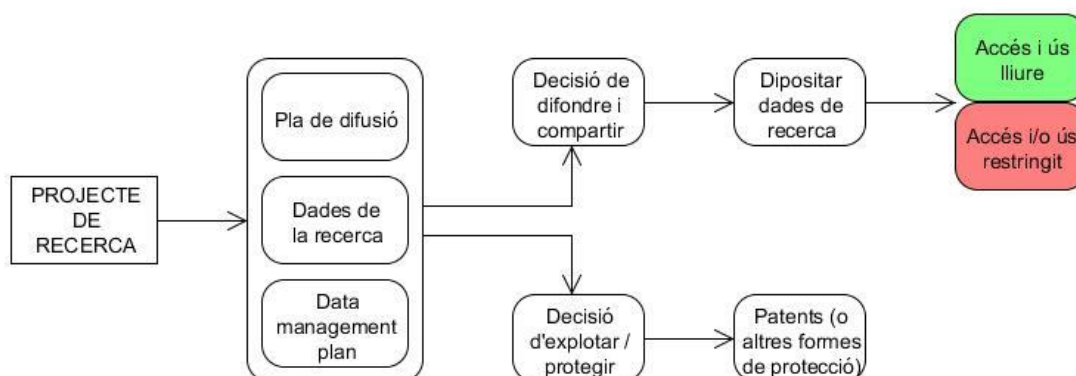 PROJECTE
DE
RECERCA
Pla de difusió
Dades de
la recerca
Data
management
plan
Decisió de
difondre i
compartir
Dipositar
dades de
recerca
Accés i ús
lliure
Accés i/o ús
restringit
Decisió
d'explotar /
protegir
Patents (o
altres formes
de protecció)